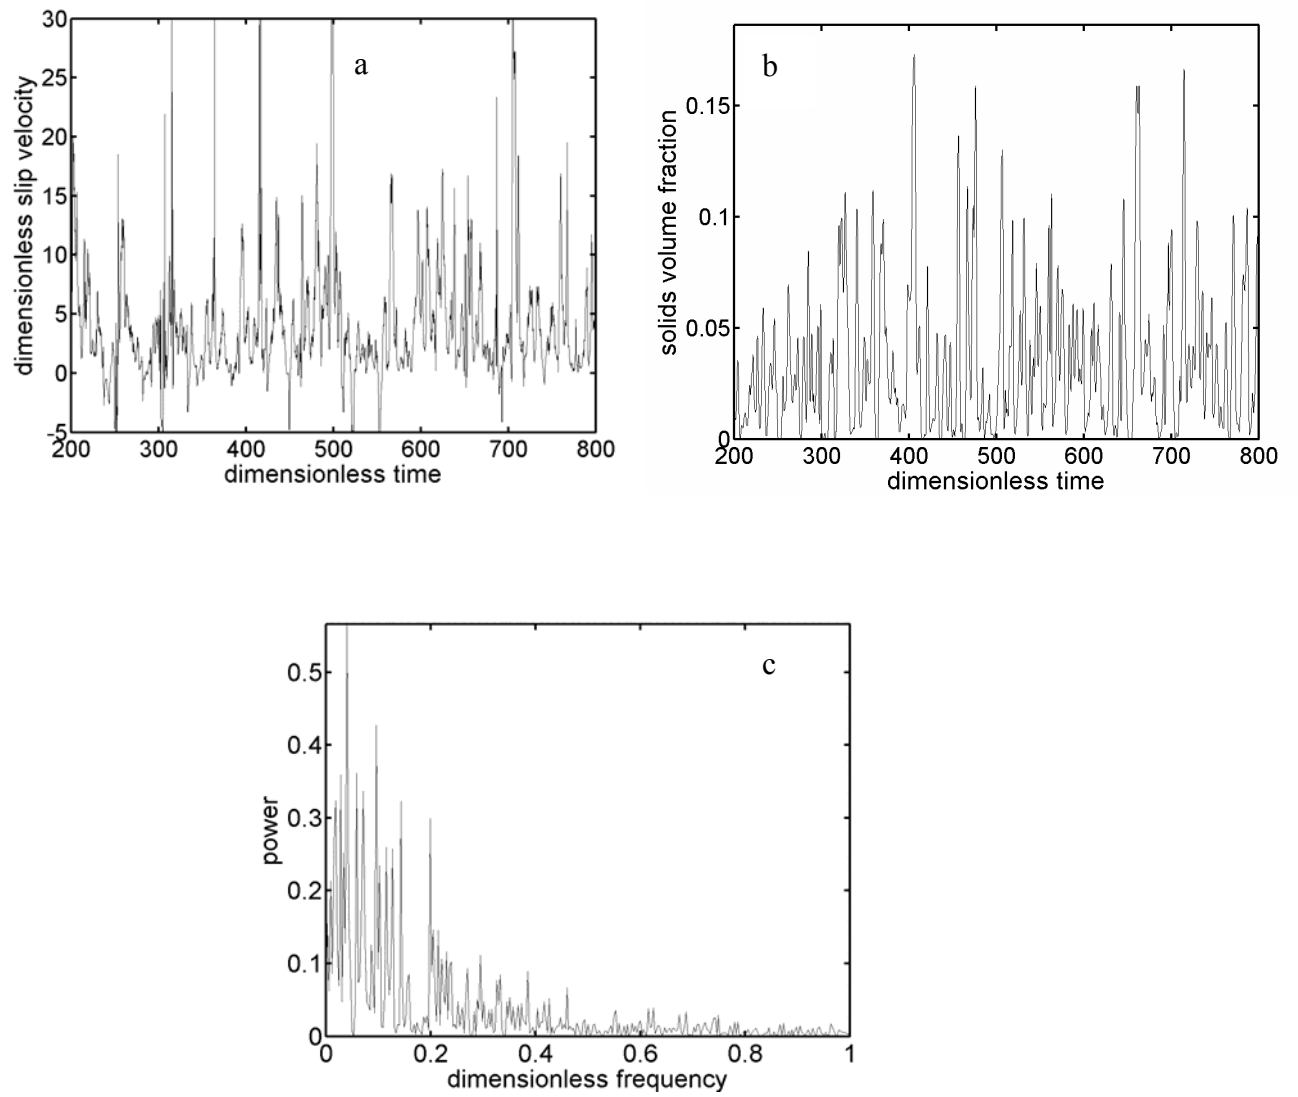 a
30
25
20
15
10
5
0
-5
dimensionless slip velocity
200 300 400 500 600 700 800
dimensionless time
b
0.15
0.1
0.05
0
solids volume fraction
200 300 400 500 600 700 800
dimensionless time
c
0.5
0.4
0.3
0.2
0.1
0
power
0 0.2 0.4 0.6 0.8 1
dimensionless frequency